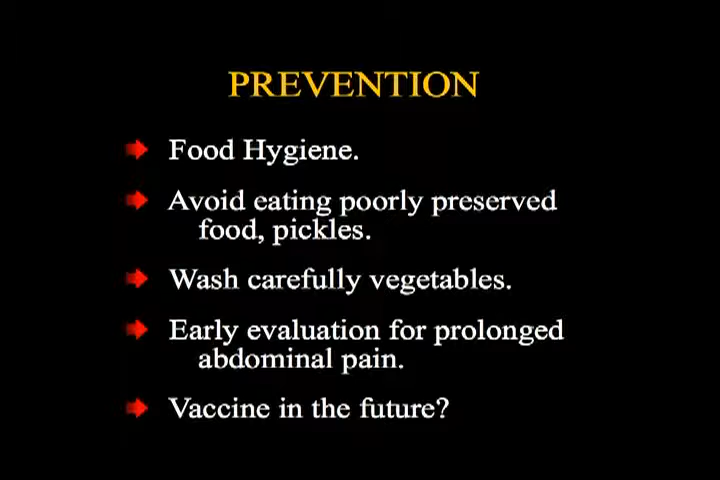 PREVENTION
Food Hygiene.
Avoid eating poorly preserved
food, pickles.
Wash carefully vegetables.
Early evaluation for prolonged
abdominal pain.
Vaccine in the future?